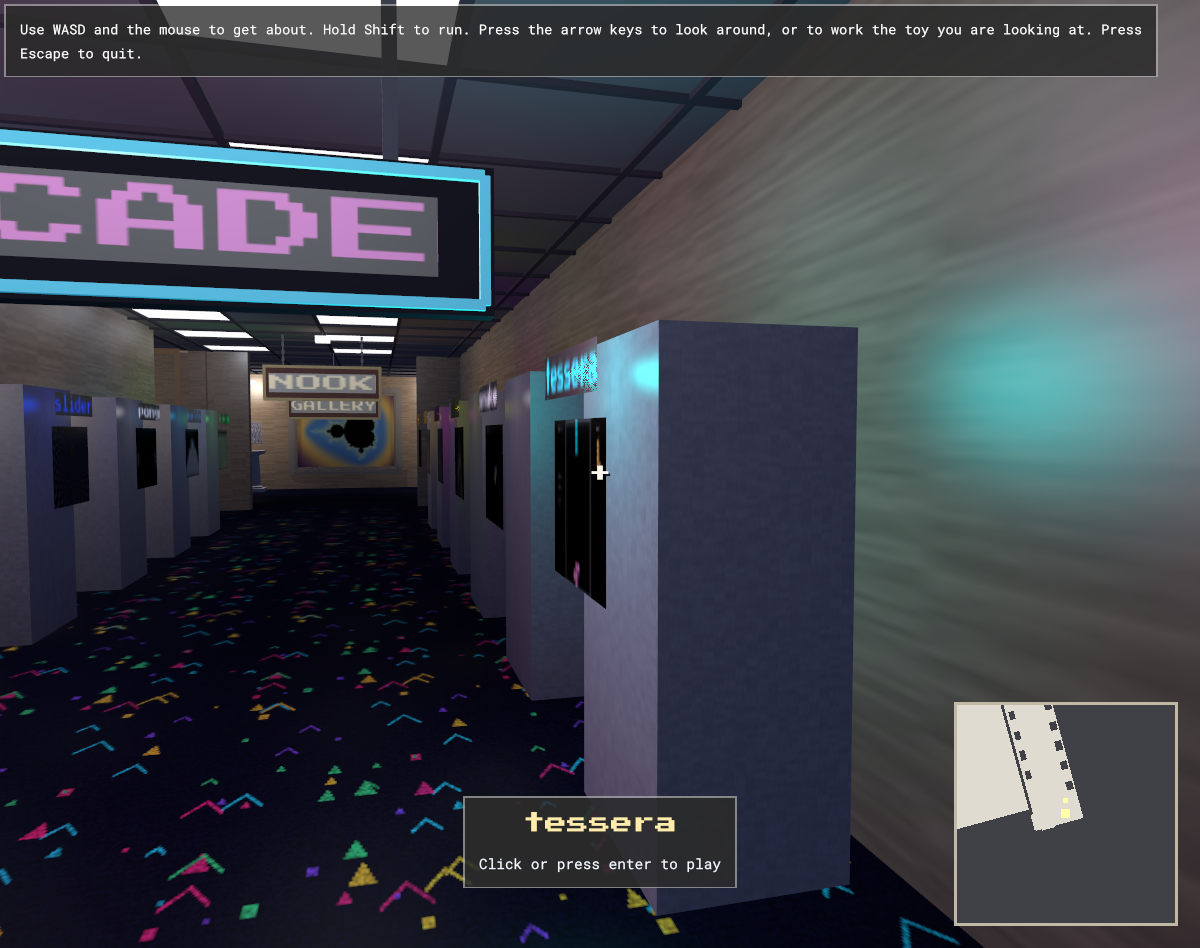 Use WASD and the mouse to get about. Hold Shift to run. Press the arrow keys to look around, or to work the toy you are looking at. Press
Escape to quit.
CADE
NOOK
GALLERY
slider
pong
tessera
tessera
Click or press enter to play